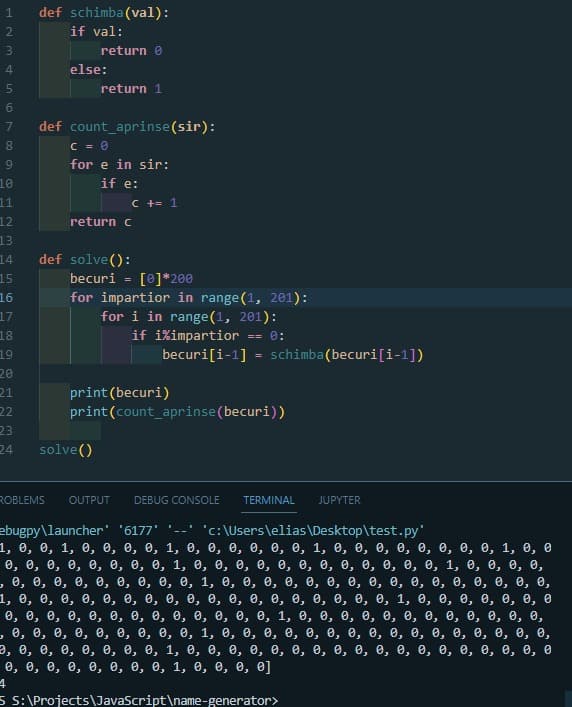 1 def schimba(val):
2 if val:
3 return 0
4 else:
5 return 1
6
7 def count_aprinse(sir):
8 c = 0
9 for e in sir:
10 if e:
11 c += 1
12 return c
13
14 def solve():
15 becuri = [0]*200
16 for impartior in range(1, 201):
17 for i in range(1, 201):
18 if i%impartior == 0:
19 becuri[i-1] = schimba(becuri[i-1])
20
21 print(becuri)
22 print(count_aprinse(becuri))
23
24 solve()
ROBLEMS OUTPUT DEBUG CONSOLE TERMINAL JUPYTER
ebugpy\launcher' '6177' '--' 'c:\Users\elias\Desktop\test.py'
1, 0, 0, 1, 0, 0, 0, 0, 1, 0, 0, 0, 0, 0, 0, 1, 0, 0, 0, 0, 0, 0, 0, 0, 1, 0, 0
0, 0, 0, 0, 0, 0, 0, 0, 1, 0, 0, 0, 0, 0, 0, 0, 0, 0, 0, 0, 0, 1, 0, 0, 0, 0,
, 0, 0, 0, 0, 0, 0, 0, 0, 0, 0, 1, 0, 0, 0, 0, 0, 0, 0, 0, 0, 0, 0, 0, 0, 0, 0,
1, 0, 0, 0, 0, 0, 0, 0, 0, 0, 0, 0, 0, 0, 0, 0, 0, 0, 0, 0, 1, 0, 0, 0, 0, 0, 0, 0
0, 0, 0, 0, 0, 0, 0, 0, 0, 0, 0, 0, 0, 0, 1, 0, 0, 0, 0, 0, 0, 0, 0, 0, 0, 0, 0,
, 0, 0, 0, 0, 0, 0, 0, 0, 0, 0, 1, 0, 0, 0, 0, 0, 0, 0, 0, 0, 0, 0, 0, 0, 0, 0,
0, 0, 0, 0, 0, 0, 0, 0, 1, 0, 0, 0, 0, 0, 0, 0, 0, 0, 0, 0, 0, 0, 0, 0, 0, 0, 0
0, 0, 0, 0, 0, 0, 0, 0, 1, 0, 0, 0, 0]
4
S S:\Projects\JavaScript\name-generator>